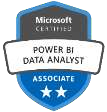 Microsoft
CERTIFIED
POWER BI
DATA ANALYST
ASSOCIATE